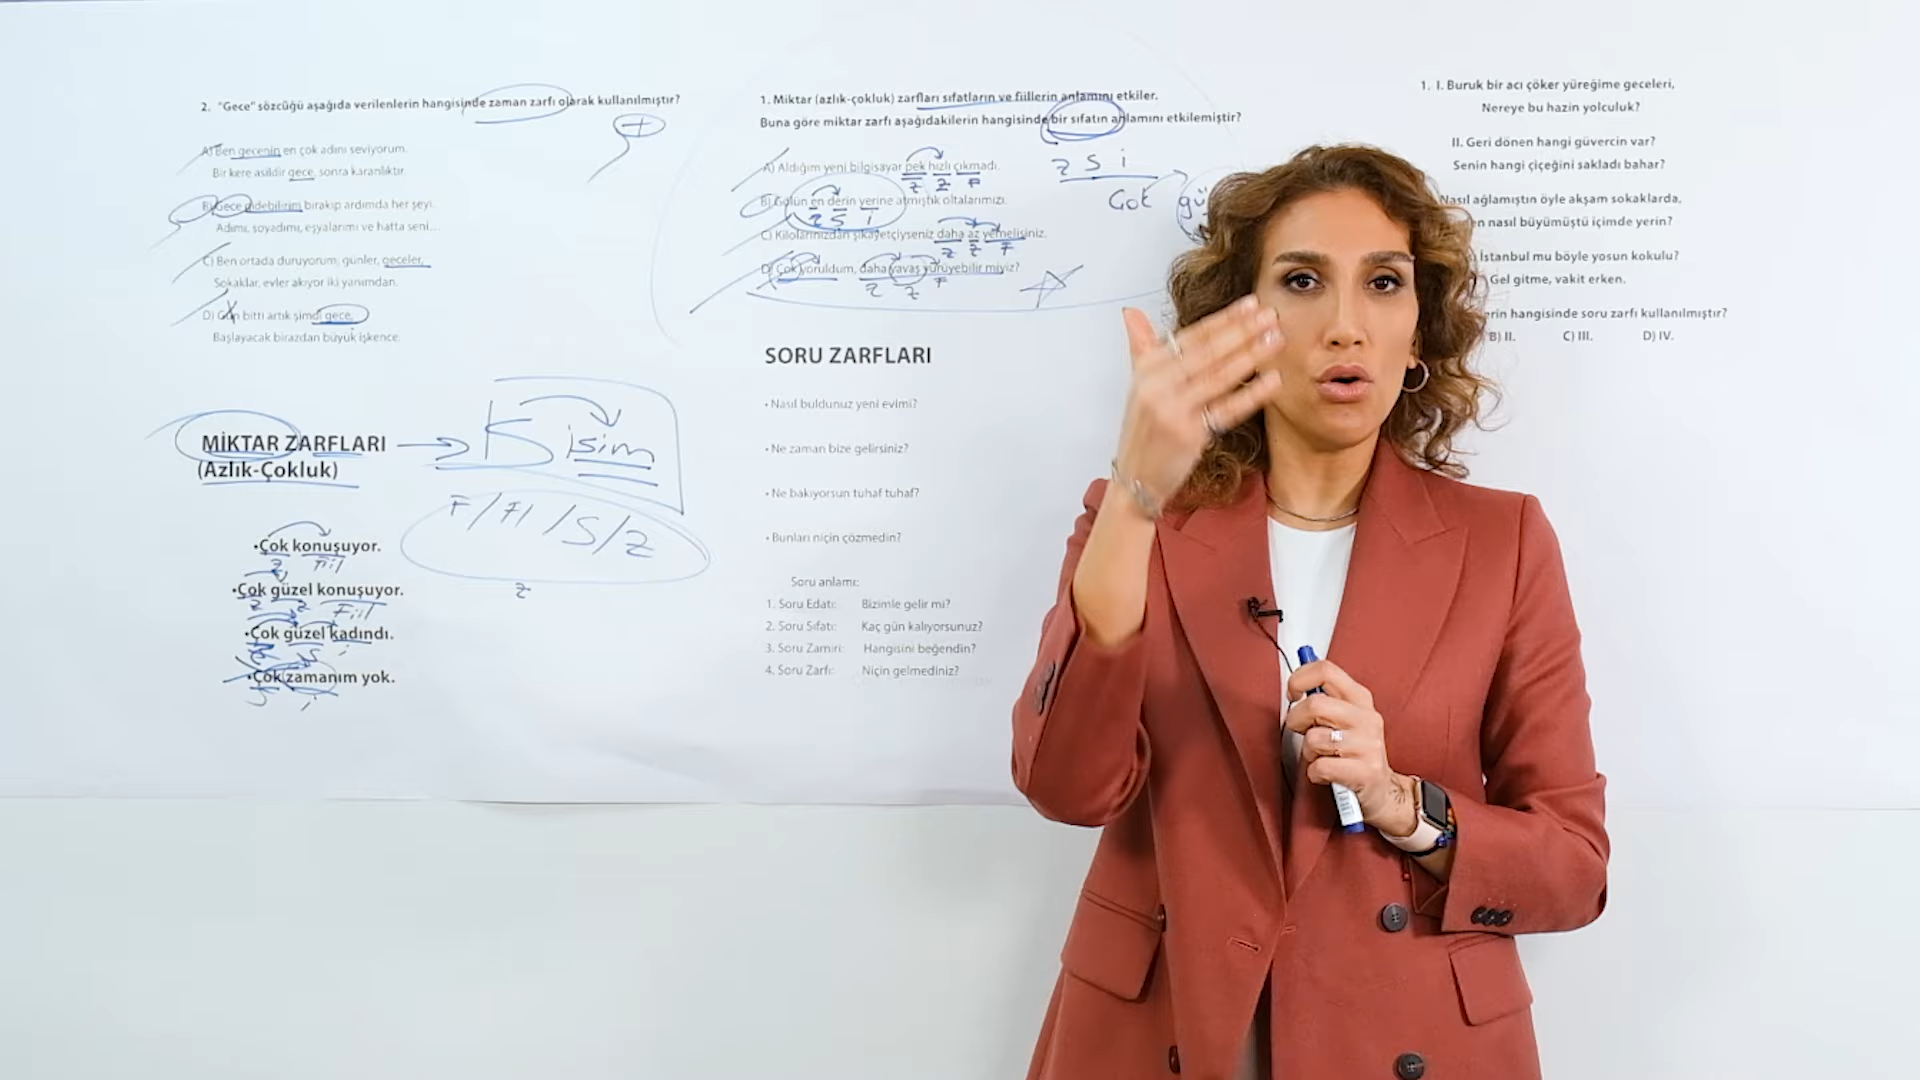 2. "Gece" sözcüğü aşağıda verilenlerin hangisinde zaman zarfı olarak kullanılmıştır?
A) Ben gecenin en çok adını seviyorum.
Bir kere asildir gece, sonra karanlıktır.
B) Gece gidebilirim bırakıp ardımda her şeyi.
Adımı, soyadımı, eşyalarımı ve hatta seni...
C) Ben ortada duruyorum, günler, geceler,
Sokaklar, evler akıyor iki yanımdan.
D) Gün bitti artık şimdi gece,
Başlayacak birazdan büyük işkence.
MİKTAR ZARFLARI
(Azlık-Çokluk)
isim
F / Fİ / S / Z
Z
•Çok konuşuyor.
Z Fiil
•Çok güzel konuşuyor.
Z Z Fiil
•Çok güzel kadındı.
Z S i
•Çok zamanım yok.
S i
1. Miktar (azlık-çokluk) zarfları sıfatların ve fiillerin anlamını etkiler.
Buna göre miktar zarfı aşağıdakilerin hangisinde bir sıfatın anlamını etkilemiştir?
A) Aldığım yeni bilgisayar pek hızlı çıkmadı.
Z Z F
B) Gölün en derin yerine atmıştık oltalarımızı.
Z S i
C) Kilolarınızdan şikayetçiyseniz daha az yemelisiniz.
Z Z F
D) Çok yoruldum, daha yavaş yürüyebilir miyiz?
Z Z F
Z S i
Çok gü
SORU ZARFLARI
• Nasıl buldunuz yeni evimi?
• Ne zaman bize gelirsiniz?
• Ne bakıyorsun tuhaf tuhaf?
• Bunları niçin çözmedin?
Soru anlamı:
1. Soru Edatı: Bizimle gelir mi?
2. Soru Sıfatı: Kaç gün kalıyorsunuz?
3. Soru Zamiri: Hangisini beğendin?
4. Soru Zarfı: Niçin gelmediniz?
1. I. Buruk bir acı çöker yüreğime geceleri,
Nereye bu hazin yolculuk?
II. Geri dönen hangi güvercin var?
Senin hangi çiçeğini sakladı bahar?
Nasıl ağlamıştın öyle akşam sokaklarda,
nasıl büyümüştü içimde yerin?
İstanbul mu böyle yosun kokulu?
Gel gitme, vakit erken.
hangisinde soru zarfı kullanılmıştır?
B) II. C) III. D) IV.